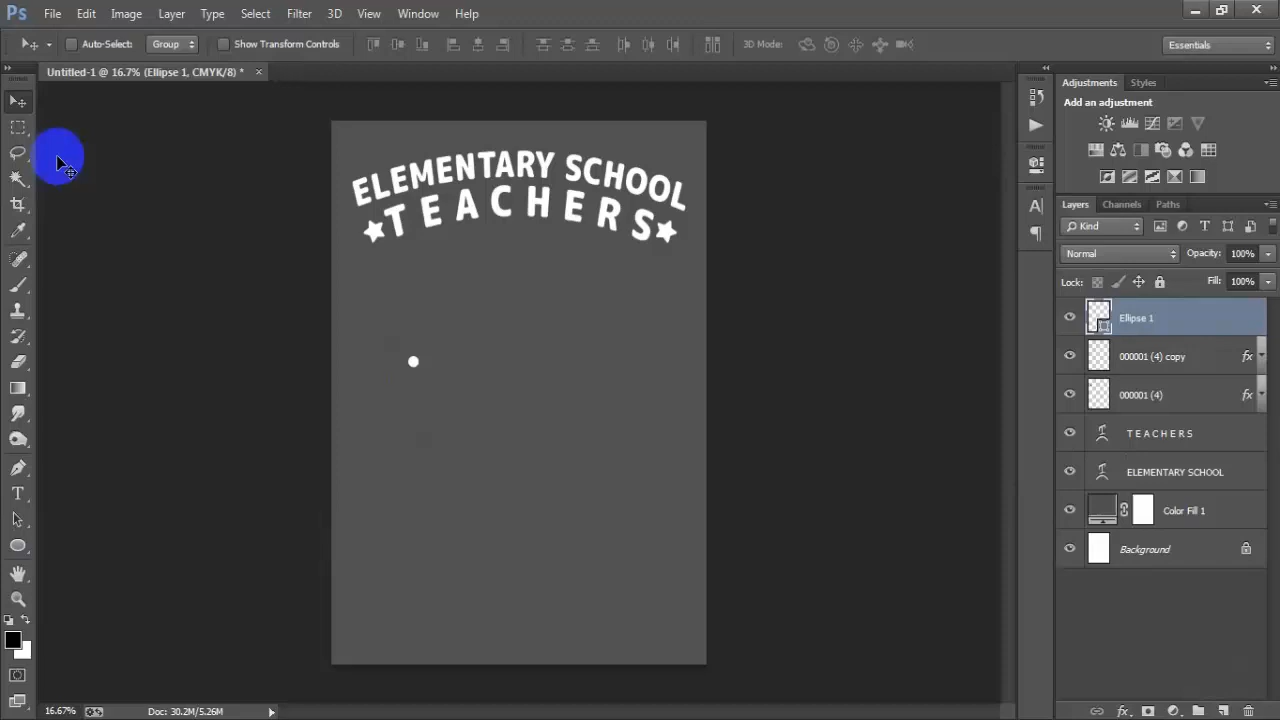 Ps File Edit Image Layer Type Select Filter 3D View Window Help
Auto-Select: Group Show Transform Controls 3D Mode: Essentials
Untitled-1 @ 16.7% (Ellipse 1, CMYK/8) *
Adjustments Styles
Add an adjustment
ELEMENTARY SCHOOL
TEACHERS
Layers Channels Paths
Kind
Normal Opacity: 100%
Lock: Fill: 100%
Ellipse 1
000001 (4) copy fx
000001 (4) fx
T E A C H E R S
ELEMENTARY SCHOOL
Color Fill 1
Background
16.67% Doc: 30.2M/5.26M